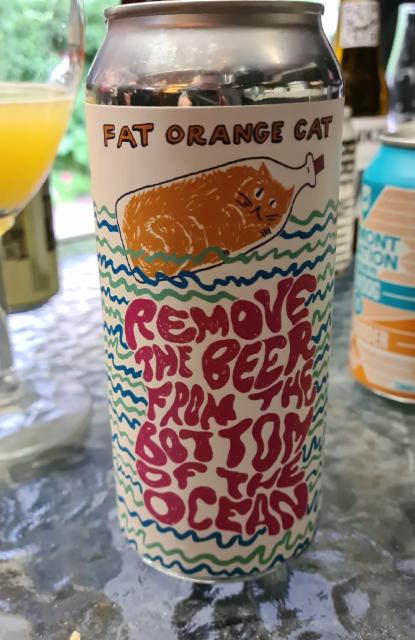 FAT ORANGE CAT
REMOVE
THE BEER
FROM THE
BOTTOM
OF THE
OCEAN